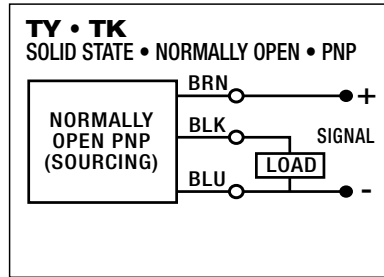 TY • TK
SOLID STATE • NORMALLY OPEN • PNP
BRN
+
NORMALLY
OPEN PNP
(SOURCING)
BLK
SIGNAL
LOAD
BLU
-